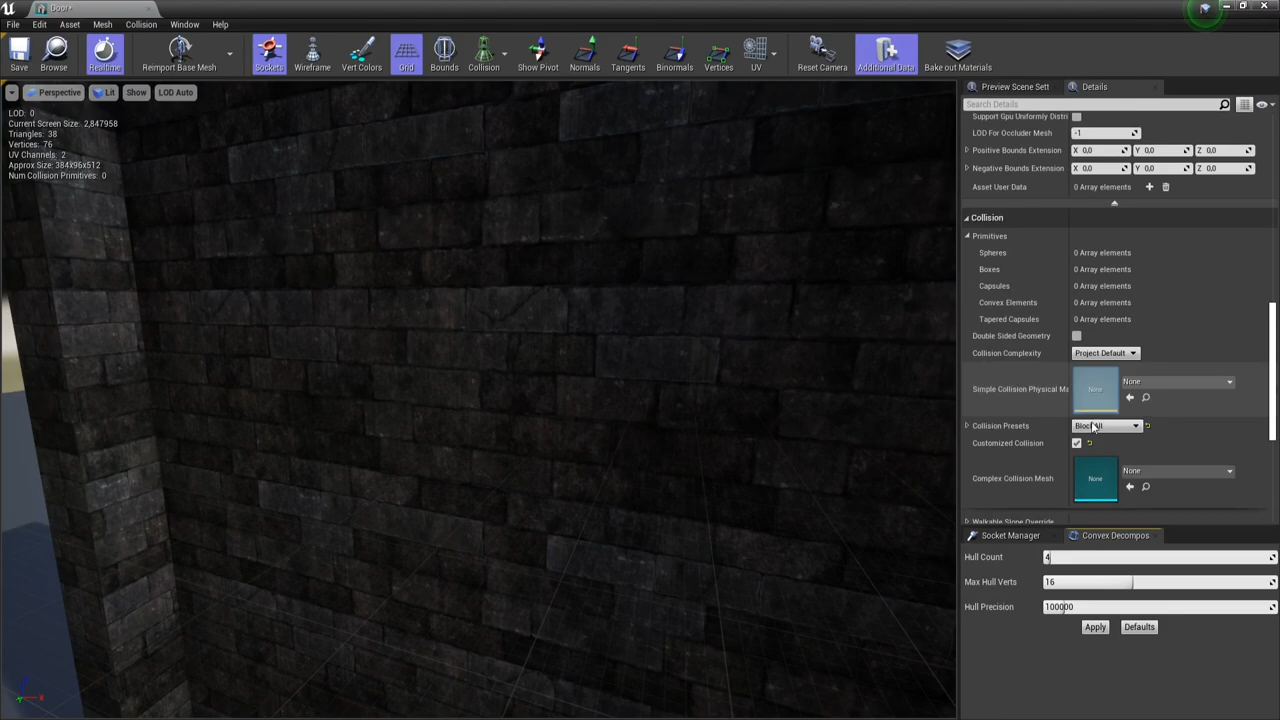 Door*
File Edit Asset Mesh Collision Window Help
Save Browse Realtime Reimport Base Mesh Sockets Wireframe Vert Colors Grid Bounds Collision Show Pivot Normals Tangents Binormals Vertices UV Reset Camera Additional Data Bake out Materials
Perspective Lit Show LOD Auto
LOD: 0
Current Screen Size: 2,847958
Triangles: 38
Vertices: 76
UV Channels: 2
Approx Size: 384x96x512
Num Collision Primitives: 0
Preview Scene Sett Details
Search Details
Support Gpu Uniformly Distri
LOD For Occluder Mesh -1
Positive Bounds Extension X 0,0 Y 0,0 Z 0,0
Negative Bounds Extension X 0,0 Y 0,0 Z 0,0
Asset User Data 0 Array elements
Collision
Primitives
Spheres 0 Array elements
Boxes 0 Array elements
Capsules 0 Array elements
Convex Elements 0 Array elements
Tapered Capsules 0 Array elements
Double Sided Geometry
Collision Complexity Project Default
Simple Collision Physical Ma None None
Collision Presets BlockAll
Customized Collision
Complex Collision Mesh None None
Walkable Slope Override
Socket Manager Convex Decompos
Hull Count 4
Max Hull Verts 16
Hull Precision 100000
Apply Defaults